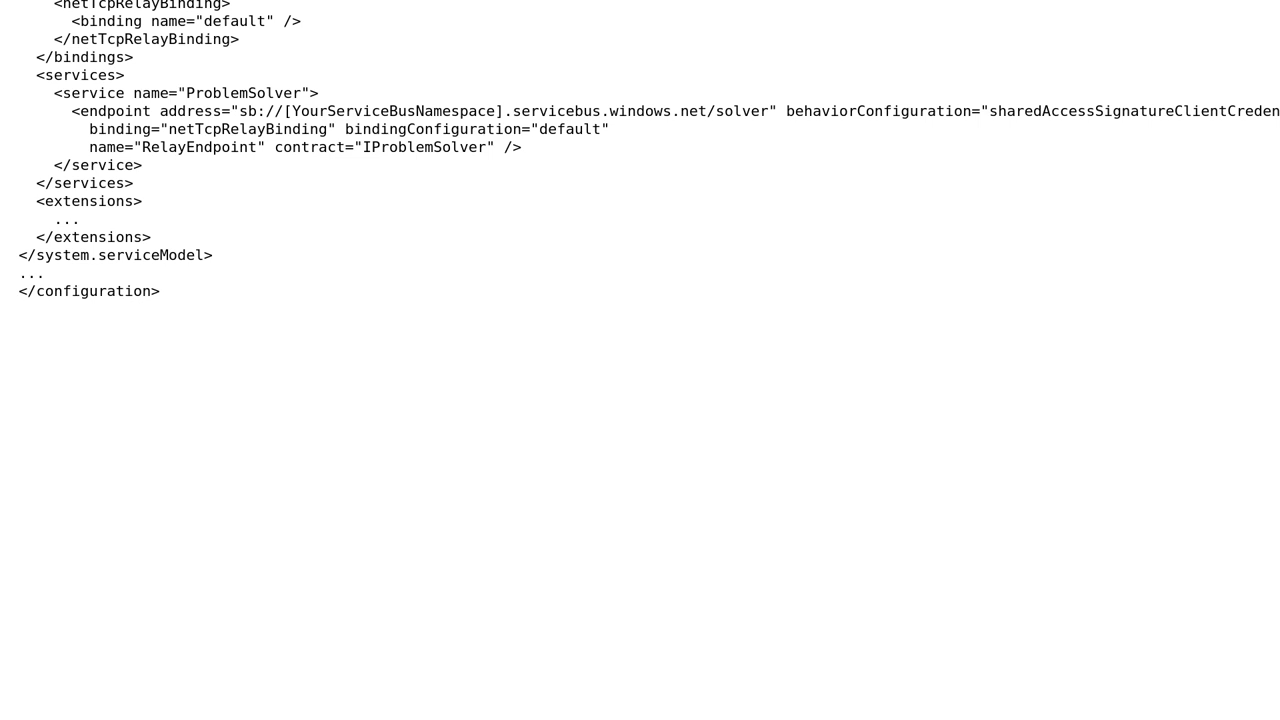 <netTcpRelayBinding>
<binding name="default" />
</netTcpRelayBinding>
</bindings>
<services>
<service name="ProblemSolver">
<endpoint address="sb://[YourServiceBusNamespace].servicebus.windows.net/solver" behaviorConfiguration="sharedAccessSignatureClientCreden
binding="netTcpRelayBinding" bindingConfiguration="default"
name="RelayEndpoint" contract="IProblemSolver" />
</service>
</services>
<extensions>
...
</extensions>
</system.serviceModel>
...
</configuration>